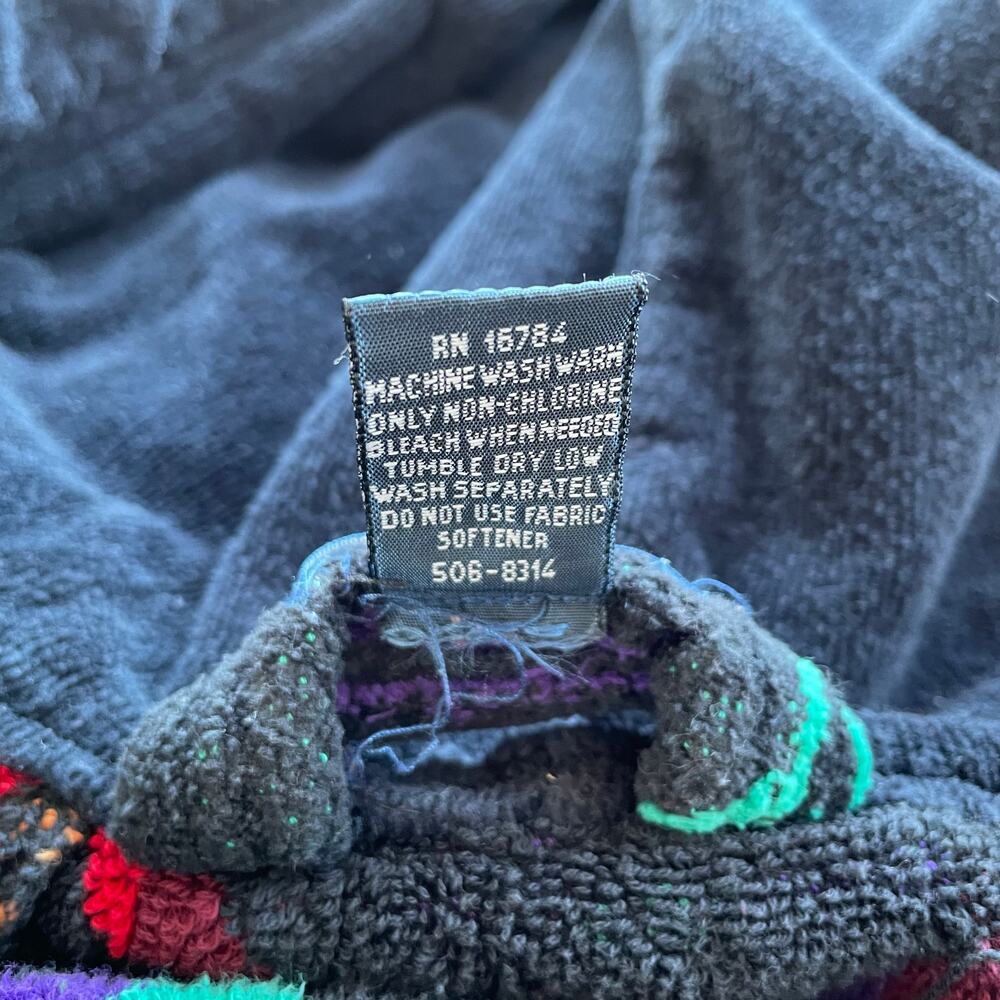 RN 16784
MACHINE WASH WARM
ONLY NON-CHLORINE
BLEACH WHEN NEEDED
TUMBLE DRY LOW
WASH SEPARATELY
DO NOT USE FABRIC
SOFTENER
506-8314